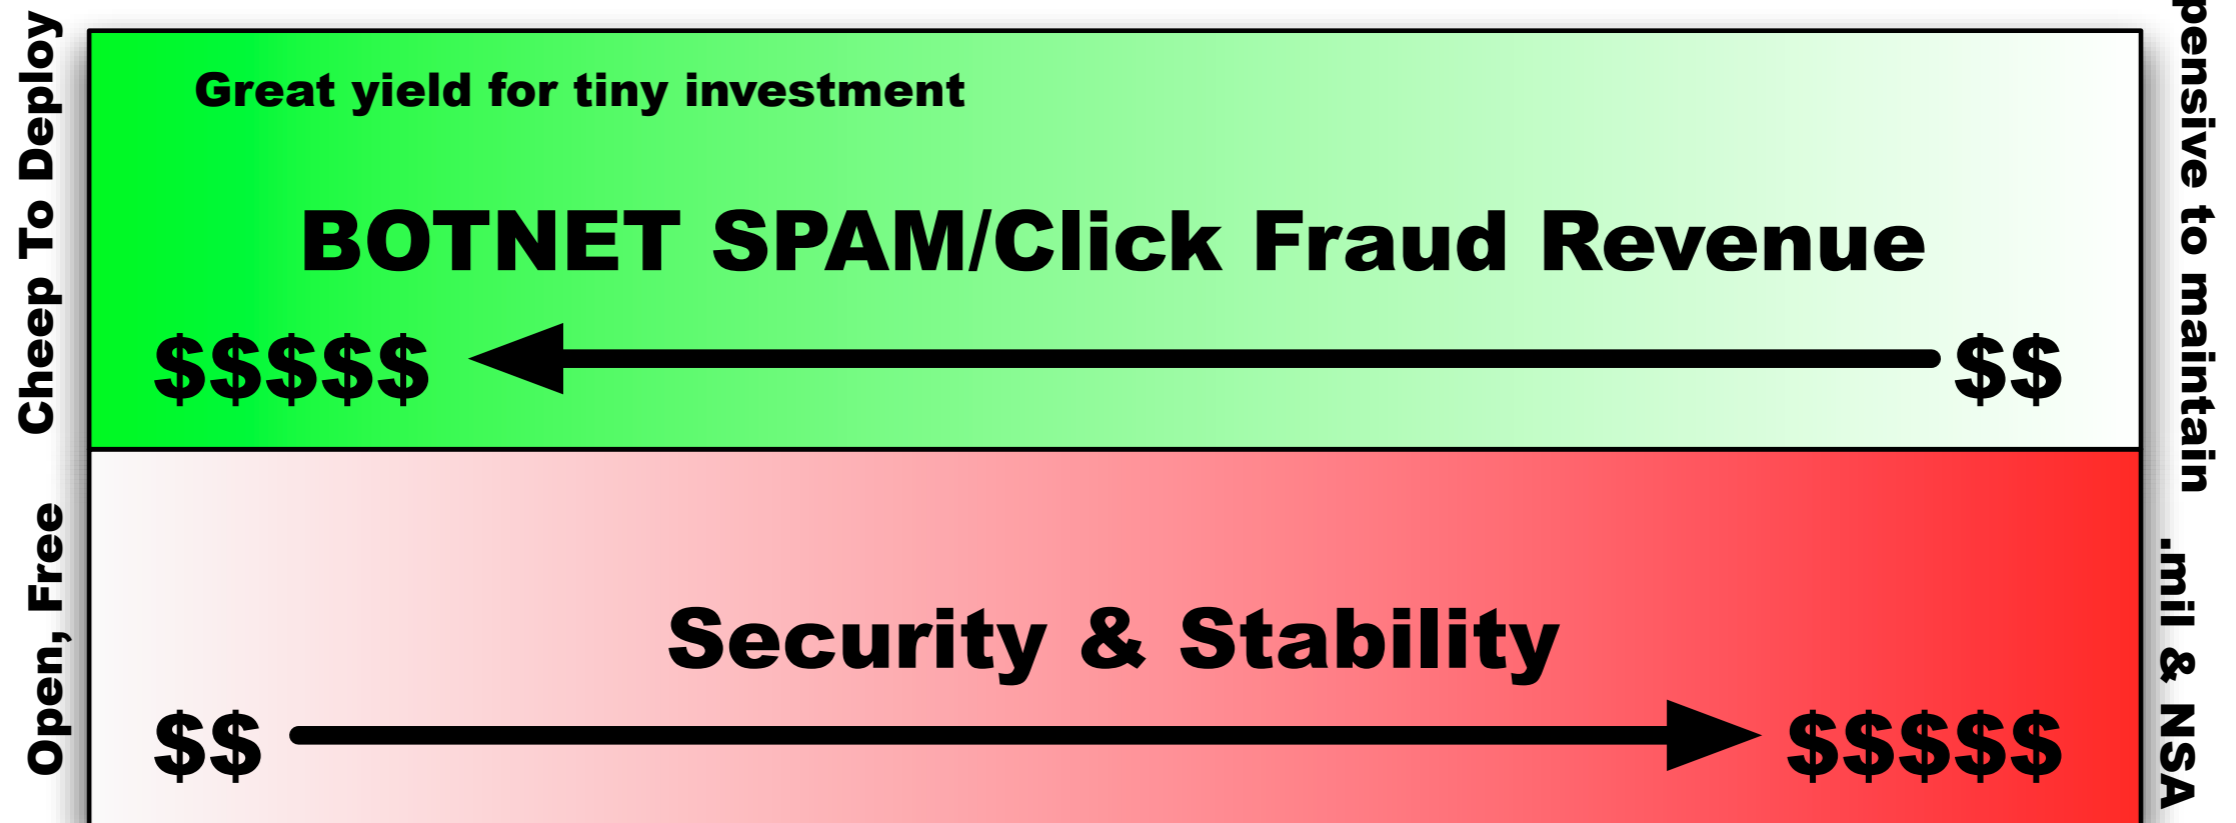 Cheep To Deploy
Open, Free
Great yield for tiny investment
BOTNET SPAM/Click Fraud Revenue
$$$$$
$$
Security & Stability
$$
$$$$$
to maintain
.mil & NSA